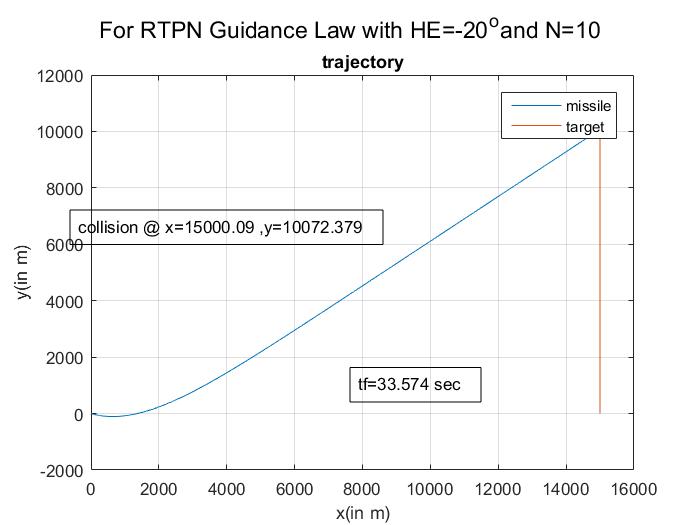 For RTPN Guidance Law with HE=-20°and N=10
trajectory
12000
10000
8000
6000
4000
2000
0
-2000
y(in m)
missile
target
collision @ x=15000.09 ,y=10072.379
tf=33.574 sec
0 2000 4000 6000 8000 10000 12000 14000 16000
x(in m)